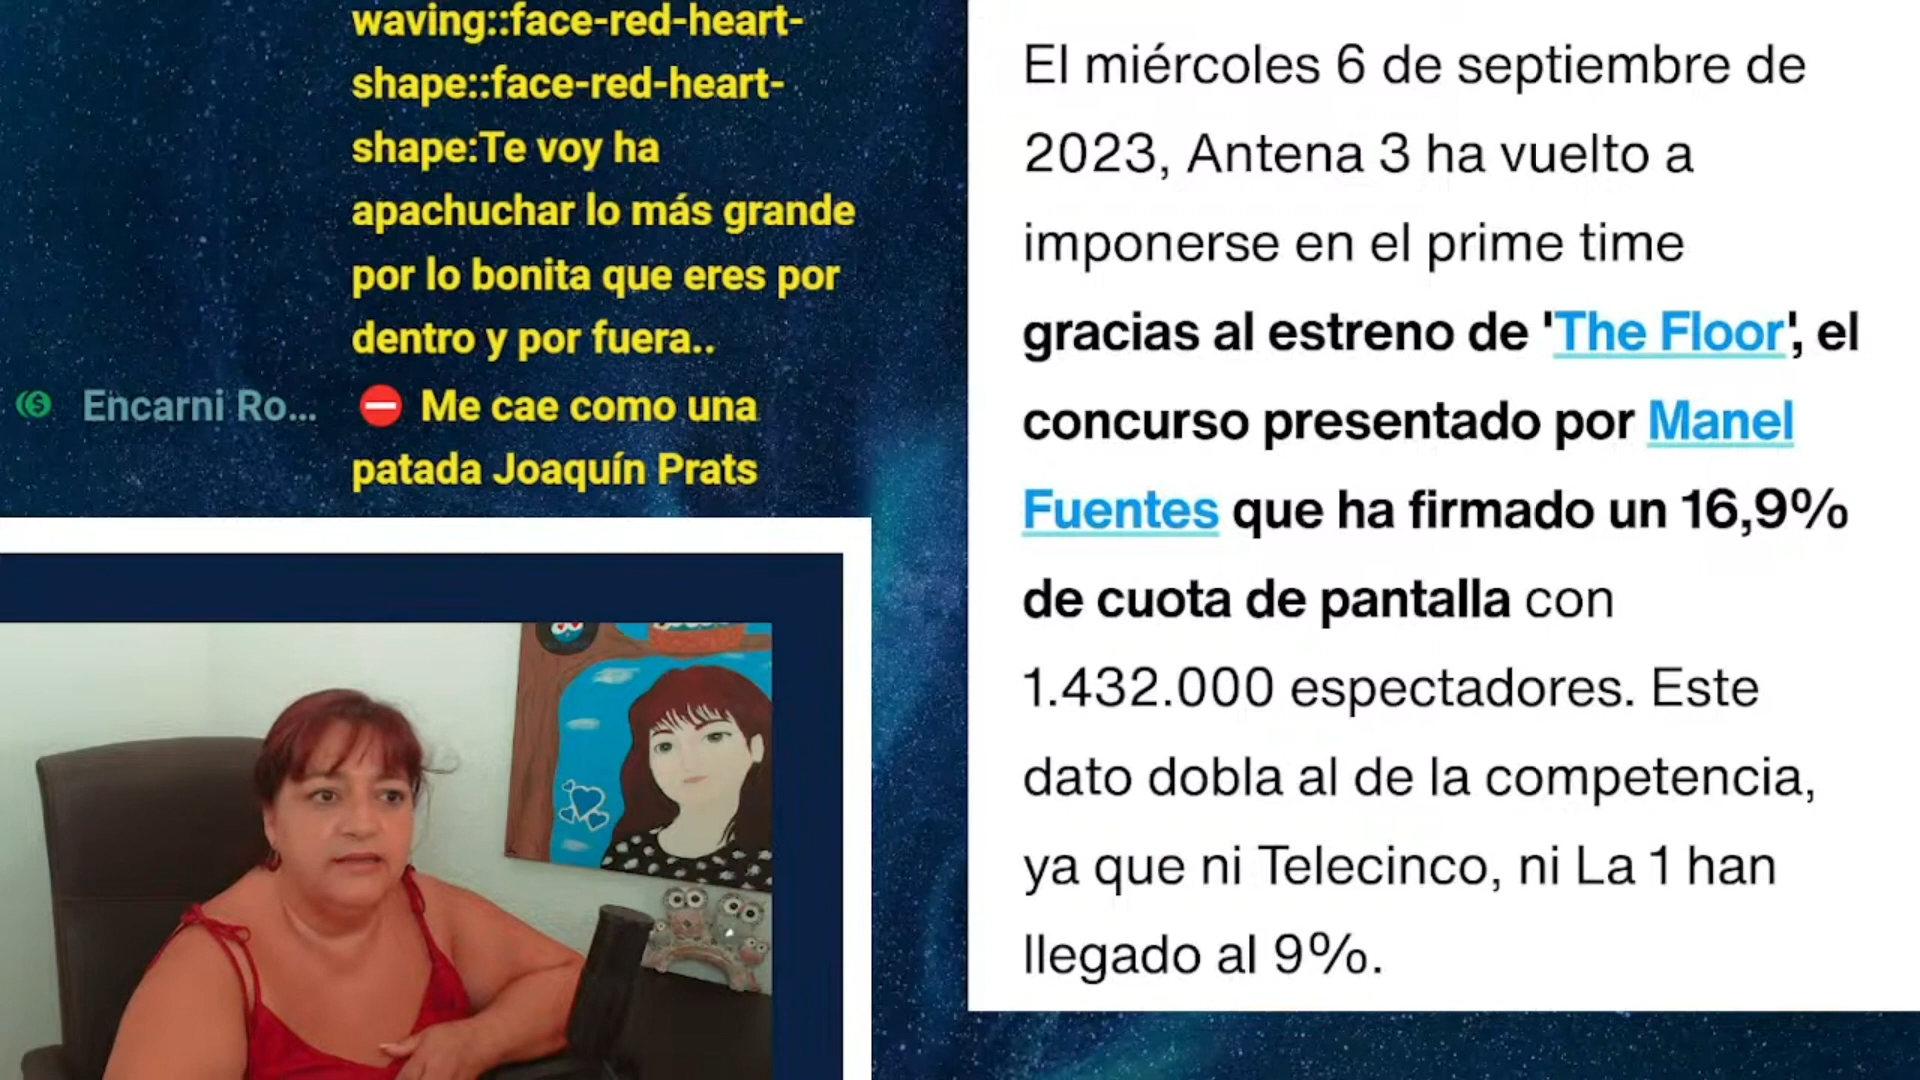 waving::face-red-heart-
shape::face-red-heart-
shape:Te voy ha
apachuchar lo más grande
por lo bonita que eres por
dentro y por fuera..
Encarni Ro... Me cae como una
patada Joaquín Prats
El miércoles 6 de septiembre de
2023, Antena 3 ha vuelto a
imponerse en el prime time
gracias al estreno de 'The Floor', el
concurso presentado por Manel
Fuentes que ha firmado un 16,9%
de cuota de pantalla con
1.432.000 espectadores. Este
dato dobla al de la competencia,
ya que ni Telecinco, ni La 1 han
llegado al 9%.